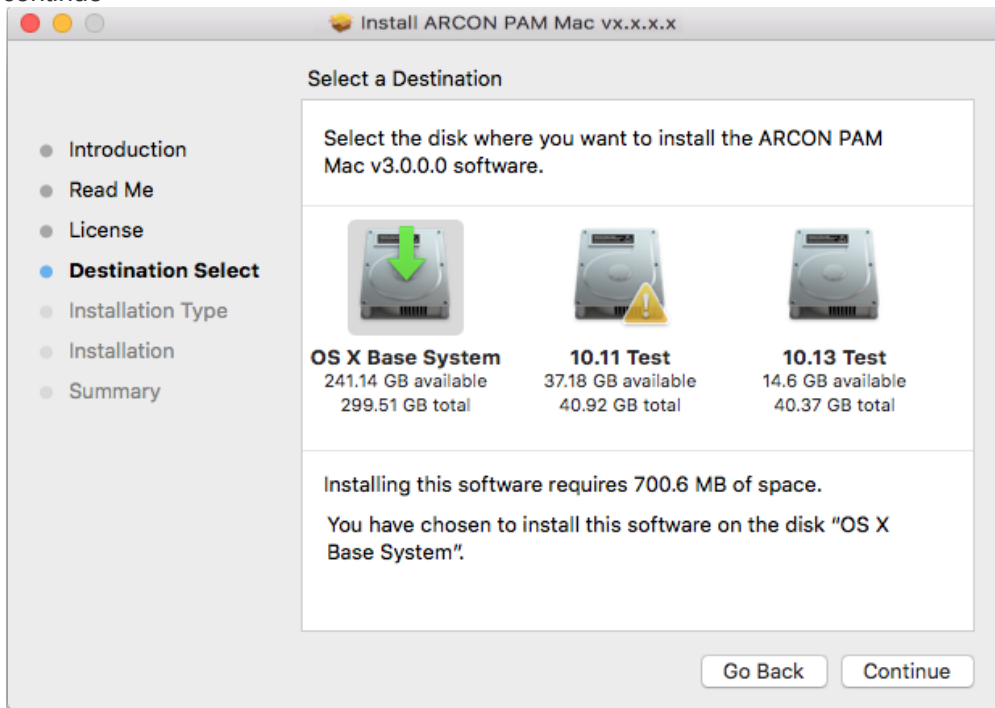 continue
Install ARCON PAM Mac vx.x.x.x
Select a Destination
Introduction
Read Me
License
Destination Select
Installation Type
Installation
Summary
Select the disk where you want to install the ARCON PAM
Mac v3.0.0.0 software.
OS X Base System
241.14 GB available
299.51 GB total
10.11 Test
37.18 GB available
40.92 GB total
10.13 Test
14.6 GB available
40.37 GB total
Installing this software requires 700.6 MB of space.
You have chosen to install this software on the disk “OS X
Base System”.
Go Back
Continue